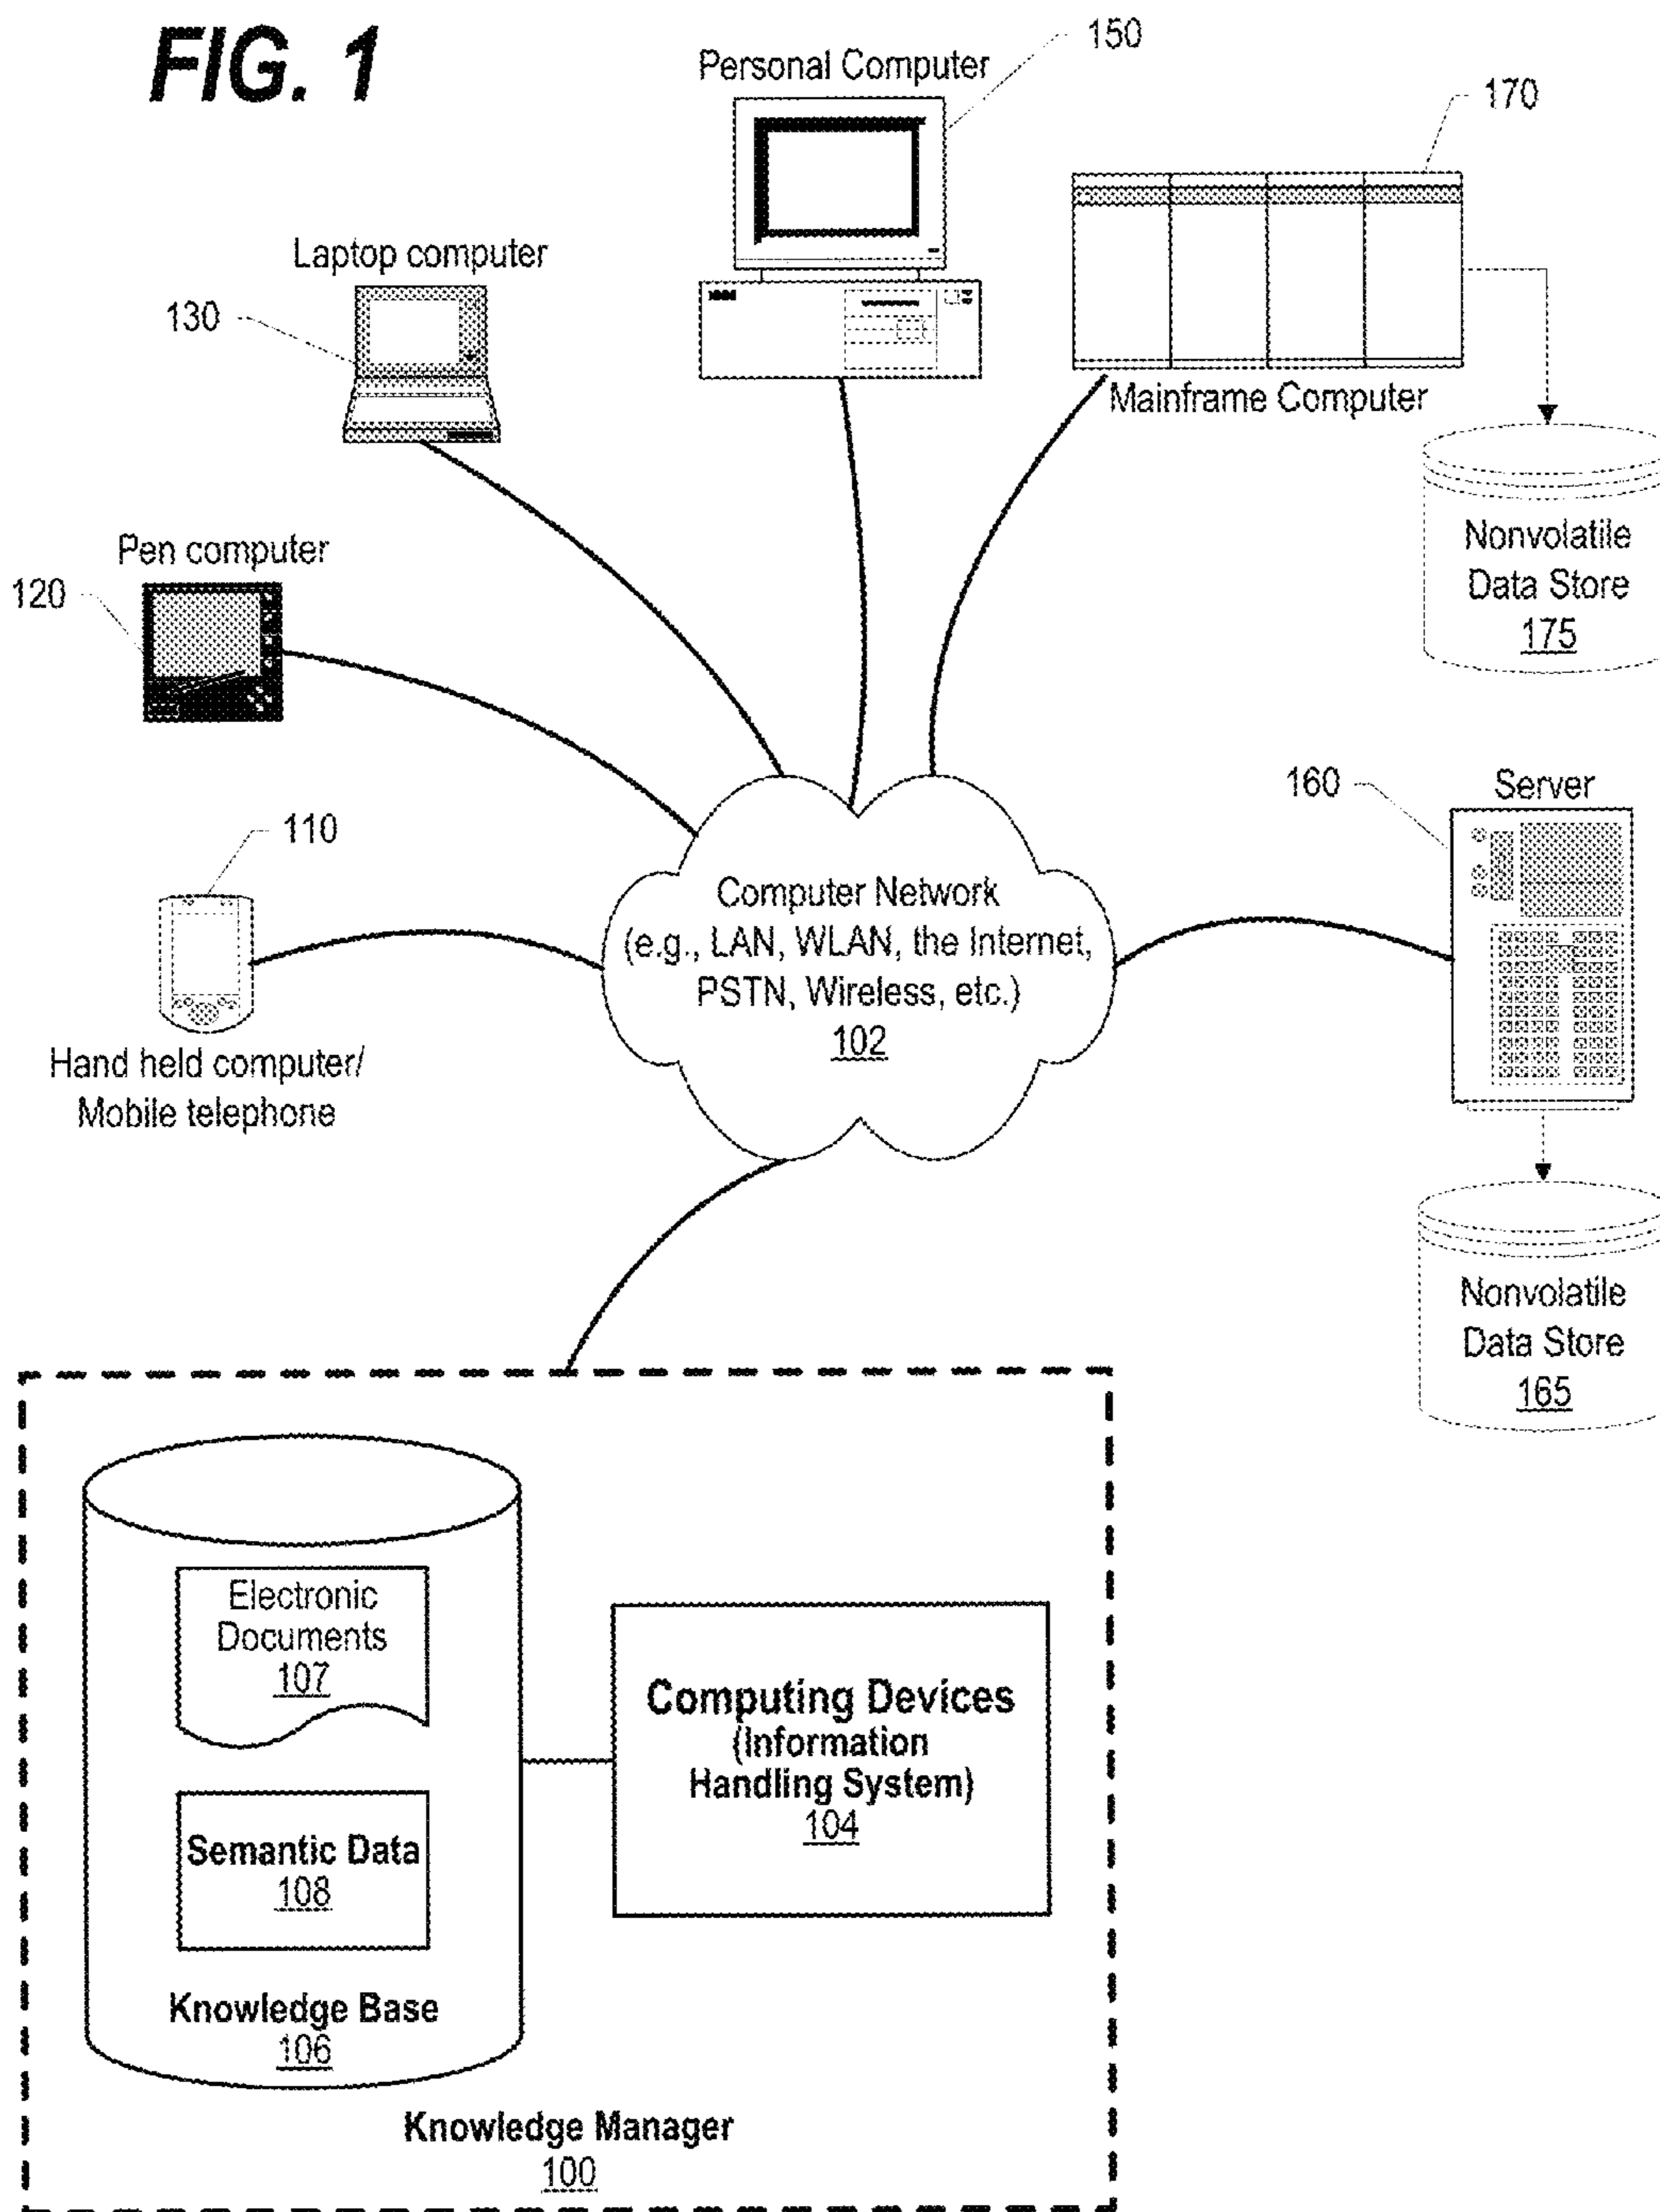 FIG. 1
150
Personal Computer
170
Laptop computer
130
Mainframe Computer
Nonvolatile
Data Store
175
Pen computer
120
160
Server
110
Computer Network
(e.g., LAN, WLAN, the Internet,
PSTN, Wireless, etc.)
102
Hand held computer/
Mobile telephone
Nonvolatile
Data Store
165
Electronic
Documents
107
Computing Devices
(Information
Handling System)
104
Semantic Data
108
Knowledge Base
106
Knowledge Manager
100